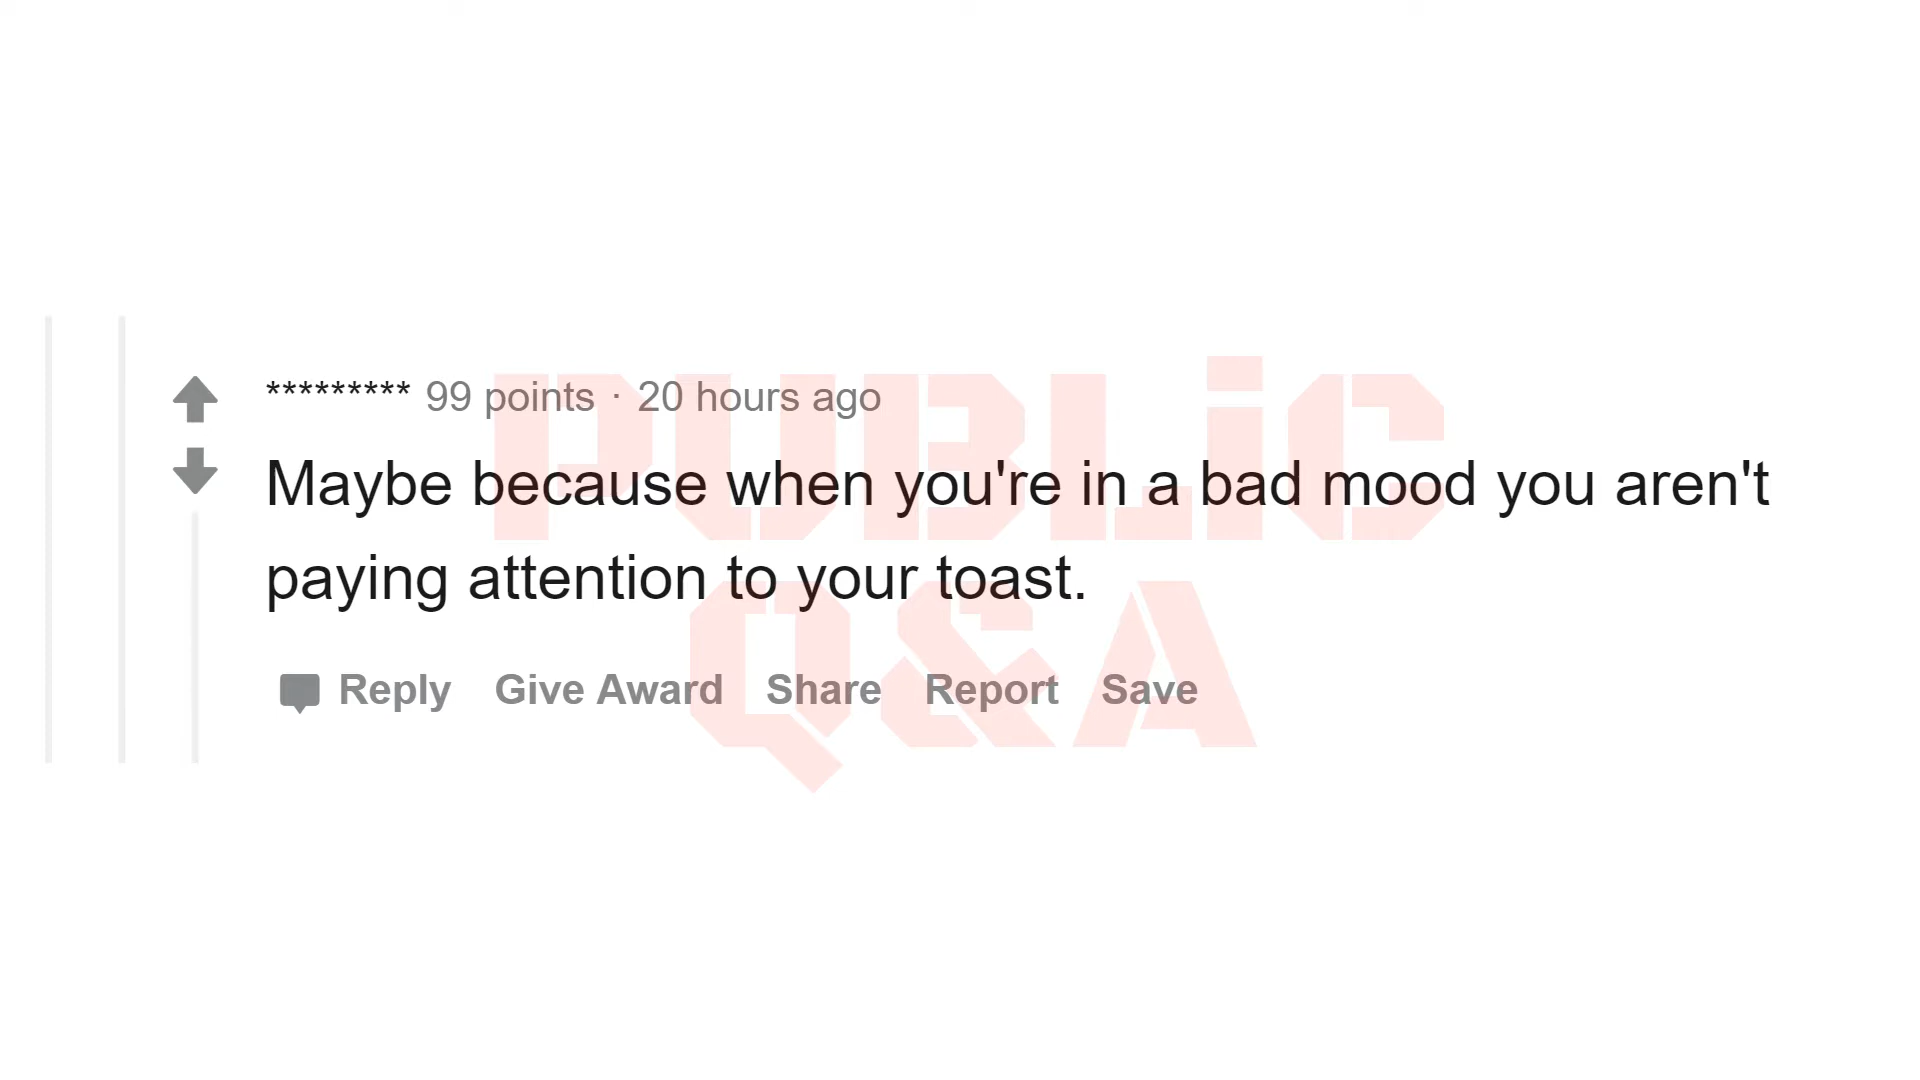 ********* 99 points · 20 hours ago
Maybe because when you're in a bad mood you aren't
paying attention to your toast.
Reply Give Award Share Report Save
PUBLiC
Q&A